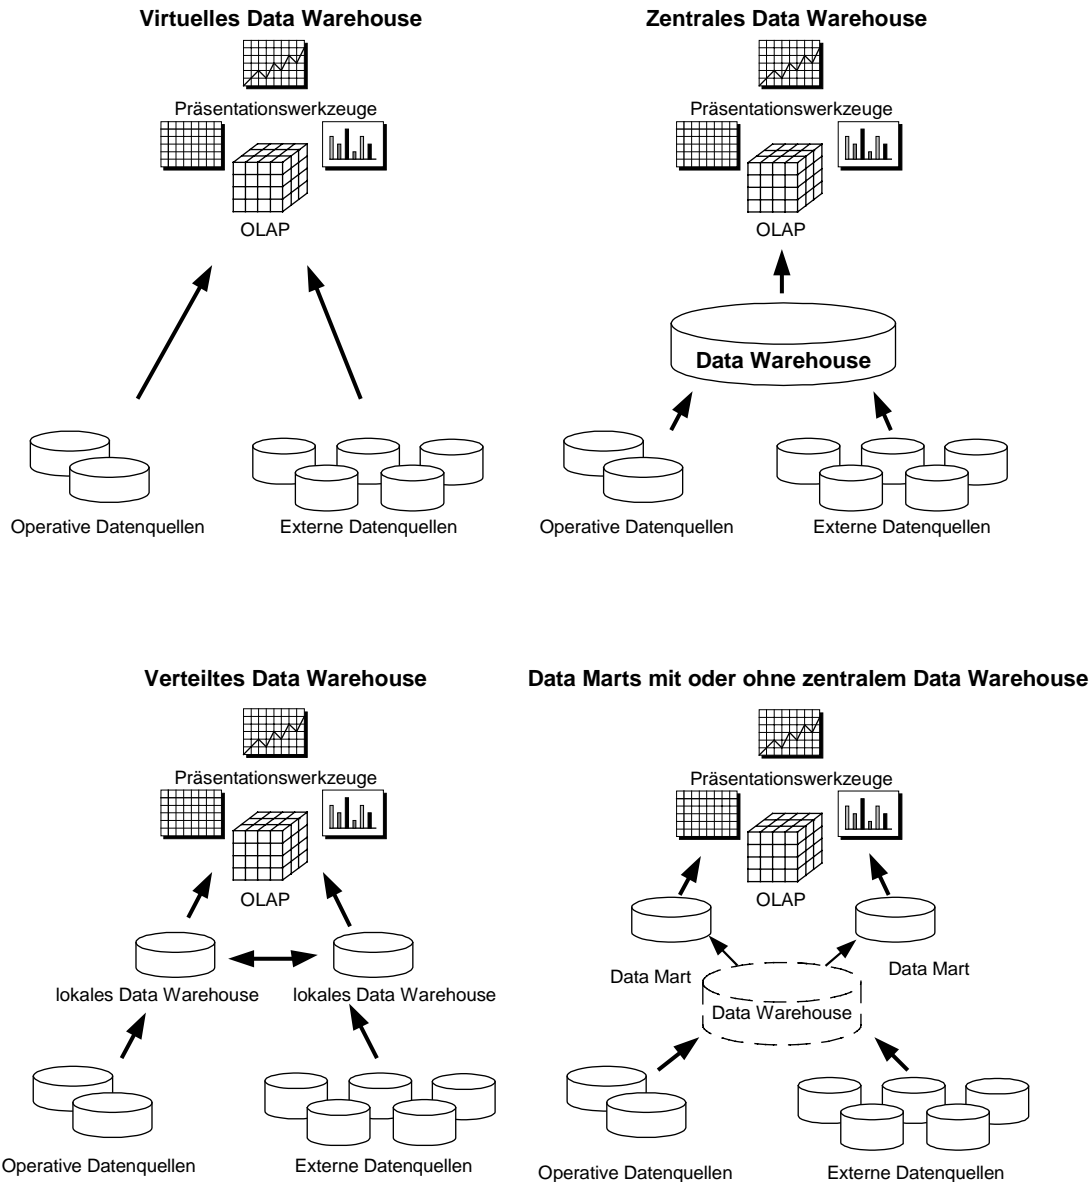 Virtuelles Data Warehouse
Präsentationswerkzeuge
OLAP
Operative Datenquellen
Externe Datenquellen
Zentrales Data Warehouse
Präsentationswerkzeuge
OLAP
Data Warehouse
Operative Datenquellen
Externe Datenquellen
Verteiltes Data Warehouse
Präsentationswerkzeuge
OLAP
lokales Data Warehouse
lokales Data Warehouse
Operative Datenquellen
Externe Datenquellen
Data Marts mit oder ohne zentralem Data Warehouse
Präsentationswerkzeuge
OLAP
Data Mart
Data Mart
Data Warehouse
Operative Datenquellen
Externe Datenquellen